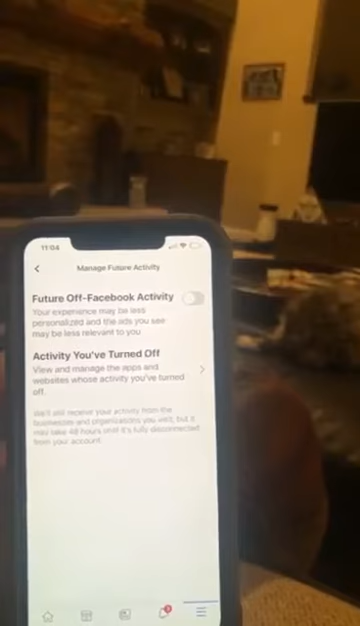 11:04
Manage Future Activity
Future Off-Facebook Activity
Your experience may be less
personalized and the ads you see
may be less relevant to you
Activity You've Turned Off
View and manage the apps and
websites whose activity you've turned
off.
We'll still receive your activity from the
businesses and organizations you visit, but it
may take 48 hours until it's fully disconnected
from your account.